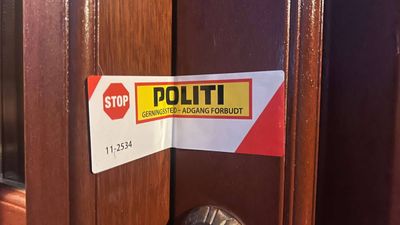 STOP
POLITI
GERNINGSSTED - ADGANG FORBUDT
11-2534